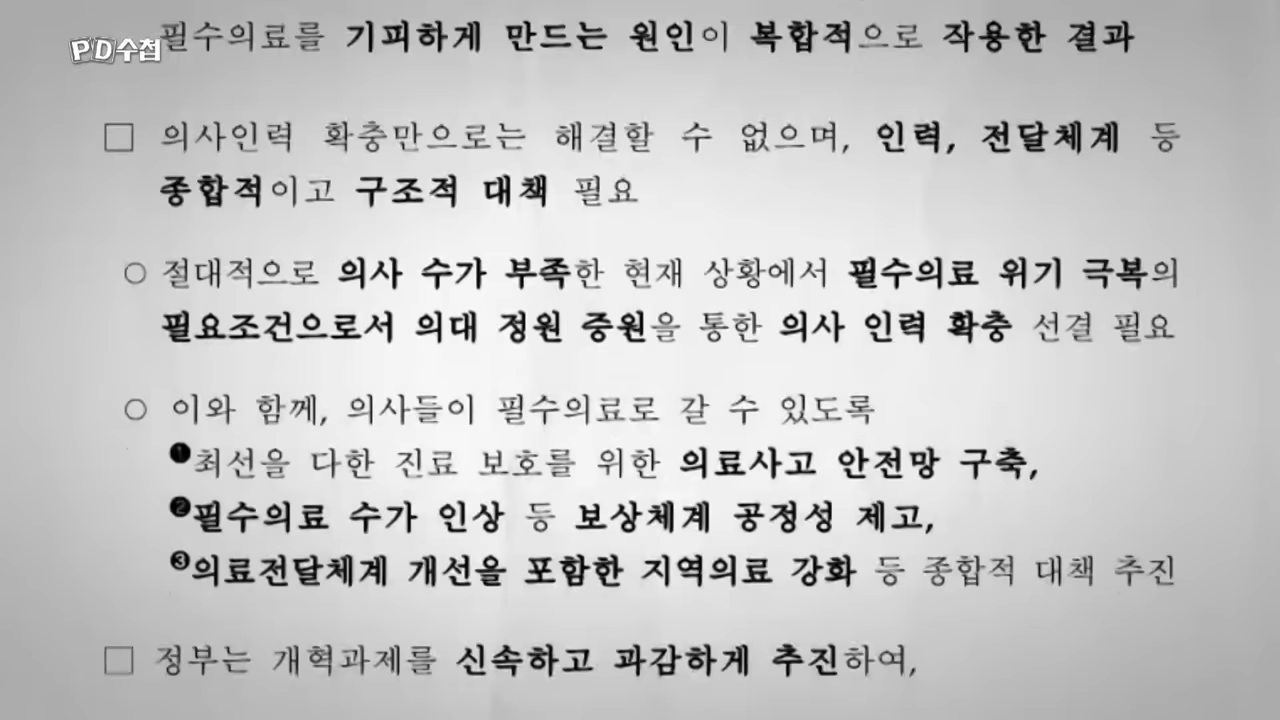 PD수첩
필수의료를 기피하게 만드는 원인이 복합적으로 작용한 결과
□ 의사인력 확충만으로는 해결할 수 없으며, 인력, 전달체계 등
종합적이고 구조적 대책 필요
○ 절대적으로 의사 수가 부족한 현재 상황에서 필수의료 위기 극복의
필요조건으로서 의대 정원 증원을 통한 의사 인력 확충 선결 필요
○ 이와 함께, 의사들이 필수의료로 갈 수 있도록
❶최선을 다한 진료 보호를 위한 의료사고 안전망 구축,
❷필수의료 수가 인상 등 보상체계 공정성 제고,
❸의료전달체계 개선을 포함한 지역의료 강화 등 종합적 대책 추진
□ 정부는 개혁과제를 신속하고 과감하게 추진하여,